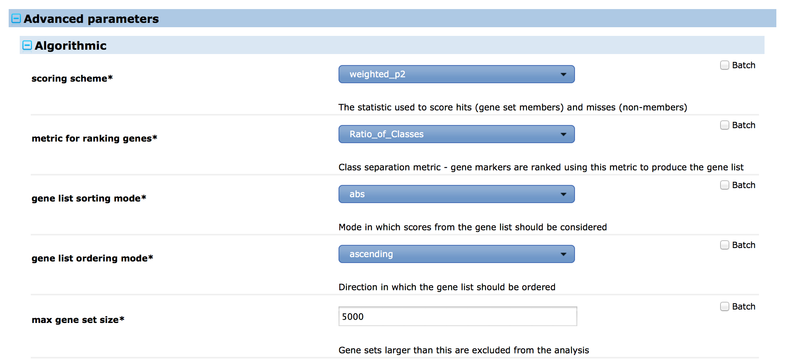 Advanced parameters
Algorithmic
scoring scheme*
weighted_p2
Batch
The statistic used to score hits (gene set members) and misses (non-members)
metric for ranking genes*
Ratio_of_Classes
Batch
Class separation metric - gene markers are ranked using this metric to produce the gene list
gene list sorting mode*
abs
Batch
Mode in which scores from the gene list should be considered
gene list ordering mode*
ascending
Batch
Direction in which the gene list should be ordered
max gene set size*
5000
Batch
Gene sets larger than this are excluded from the analysis